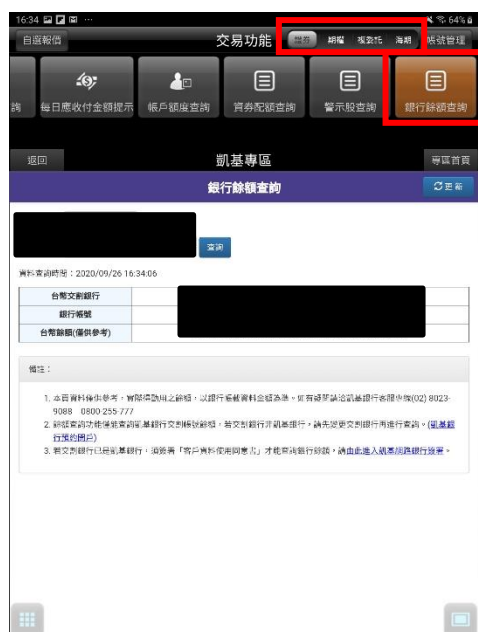 16:34 64%
自選報價 交易功能 證券 期權 複委託 海期 帳號管理
詢 每日應收付金額提示 帳戶額度查詢 資券配額查詢 警示股查詢 銀行餘額查詢
返回 凱基專區 專區首頁
銀行餘額查詢 更新
查詢
資料查詢時間：2020/09/26 16:34:06
台幣交割銀行
銀行帳號
台幣餘額(僅供參考)
備註：
1. 本頁資料僅供參考，實際得動用之餘額，以銀行帳載資料金額為準。如有疑問請洽凱基銀行客服專線(02) 8023-
9088 0800-255-777
2. 餘額查詢功能僅能查詢凱基銀行交割帳號餘額，若交割銀行非凱基銀行，請先變更交割銀行再進行查詢。(凱基銀
行預約開戶)
3. 若交割銀行已是凱基銀行，須簽署「客戶資料使用同意書」才能查詢銀行餘額，請由此進入凱基網路銀行簽署。